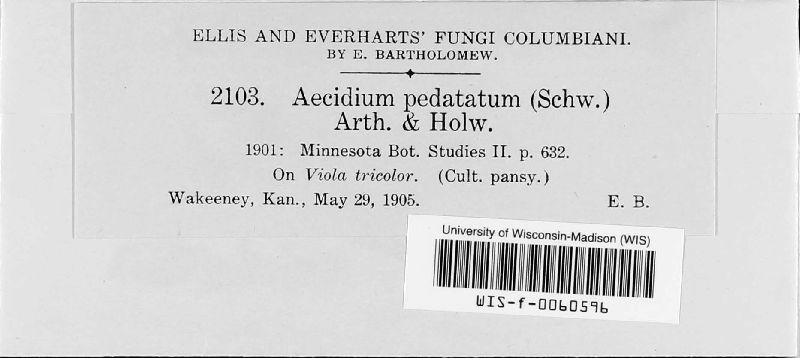 ELLIS AND EVERHARTS' FUNGI COLUMBIANI.
BY E. BARTHOLOMEW.
2103. Aecidium pedatatum (Schw.)
Arth. & Holw.
1901: Minnesota Bot. Studies II. p. 632.
On Viola tricolor. (Cult. pansy.)
Wakeeney, Kan., May 29, 1905. E. B.
University of Wisconsin-Madison (WIS)
WIS-f-0060596